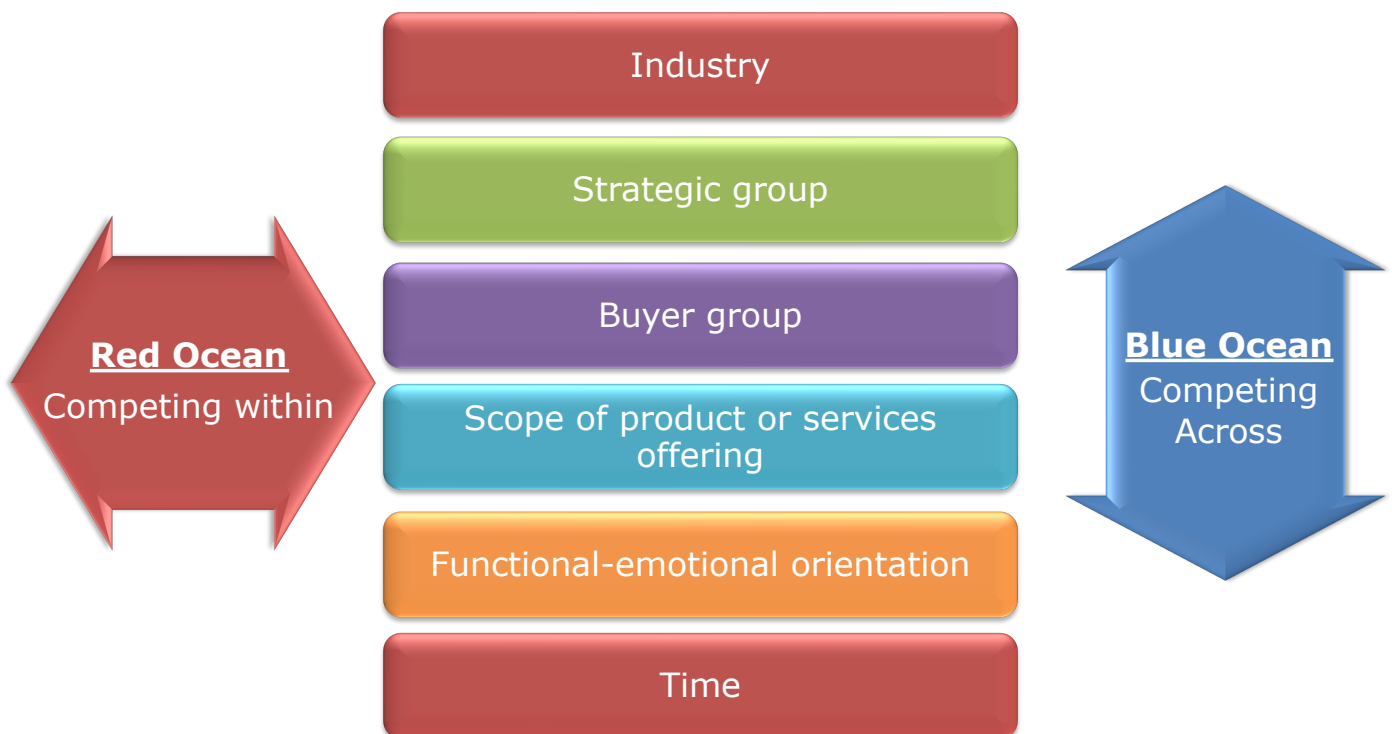 Industry
Strategic group
Buyer group
Red Ocean
Competing within
Blue Ocean
Competing
Across
Scope of product or services
offering
Functional-emotional orientation
Time